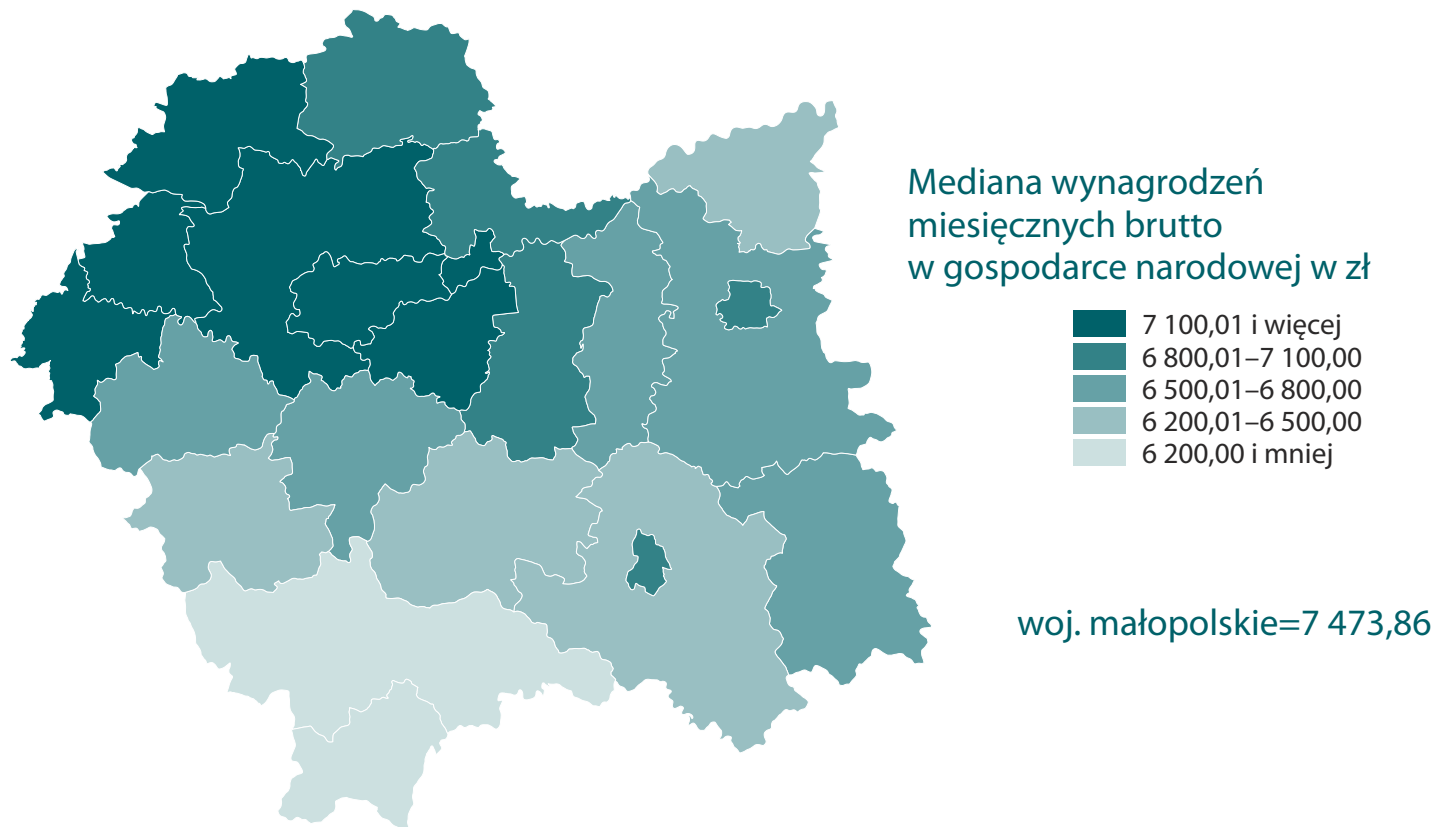 Mediana wynagrodzeń
miesięcznych brutto
w gospodarce narodowej w zł
7 100,01 i więcej
6 800,01–7 100,00
6 500,01–6 800,00
6 200,01–6 500,00
6 200,00 i mniej
woj. małopolskie=7 473,86